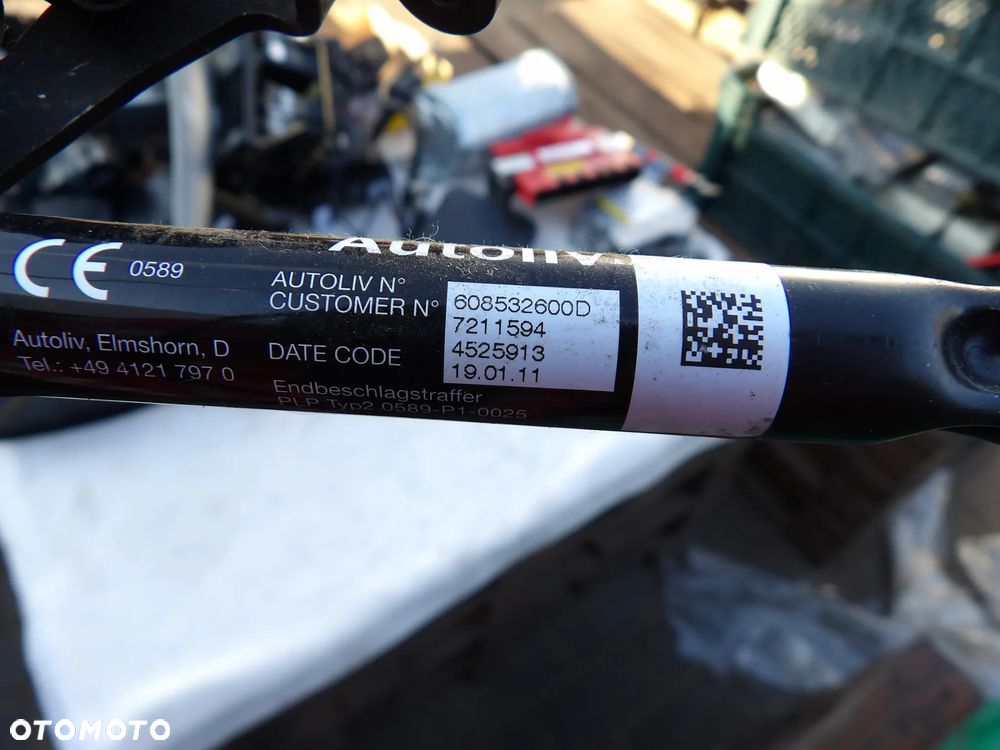 Autoliv
CE 0589
AUTOLIV N° 608532600D
CUSTOMER N° 7211594
4525913
DATE CODE 19.01.11
Autoliv, Elmshorn, D
Tel.: +49 4121 797 0
Endbeschlagstraffer
PLP Typ2 0589-P1-0025
OTOMOTO